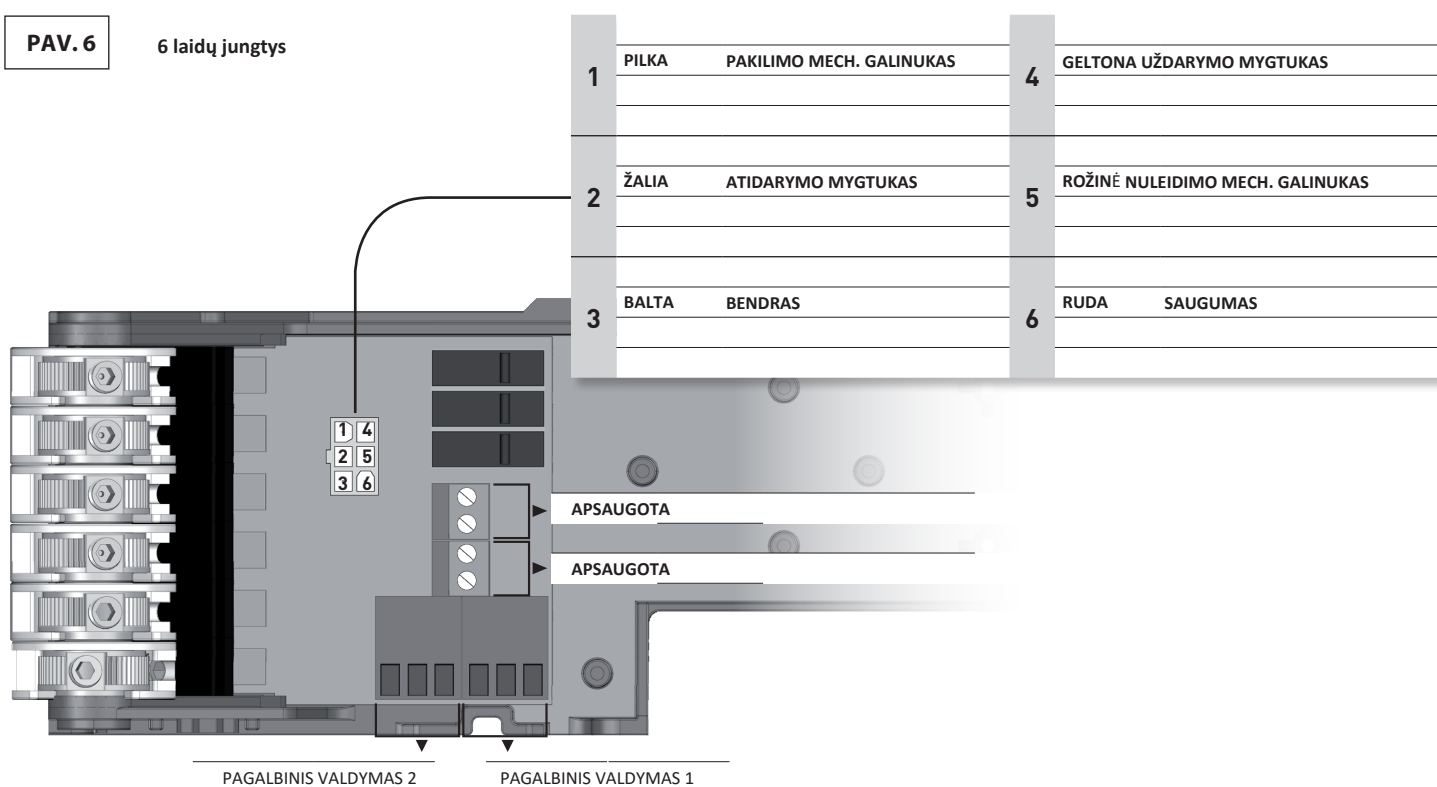 PAV. 6
6 laidų jungtys
1 PILKA PAKILIMO MECH. GALINUKAS
4 GELTONA UŽDARYMO MYGTUKAS
2 ŽALIA ATIDARYMO MYGTUKAS
5 ROŽINĖ NULEIDIMO MECH. GALINUKAS
3 BALTA BENDRAS
6 RUDA SAUGUMAS
1 4
2 5
3 6
APSAUGOTA
APSAUGOTA
PAGALBINIS VALDYMAS 2
PAGALBINIS VALDYMAS 1